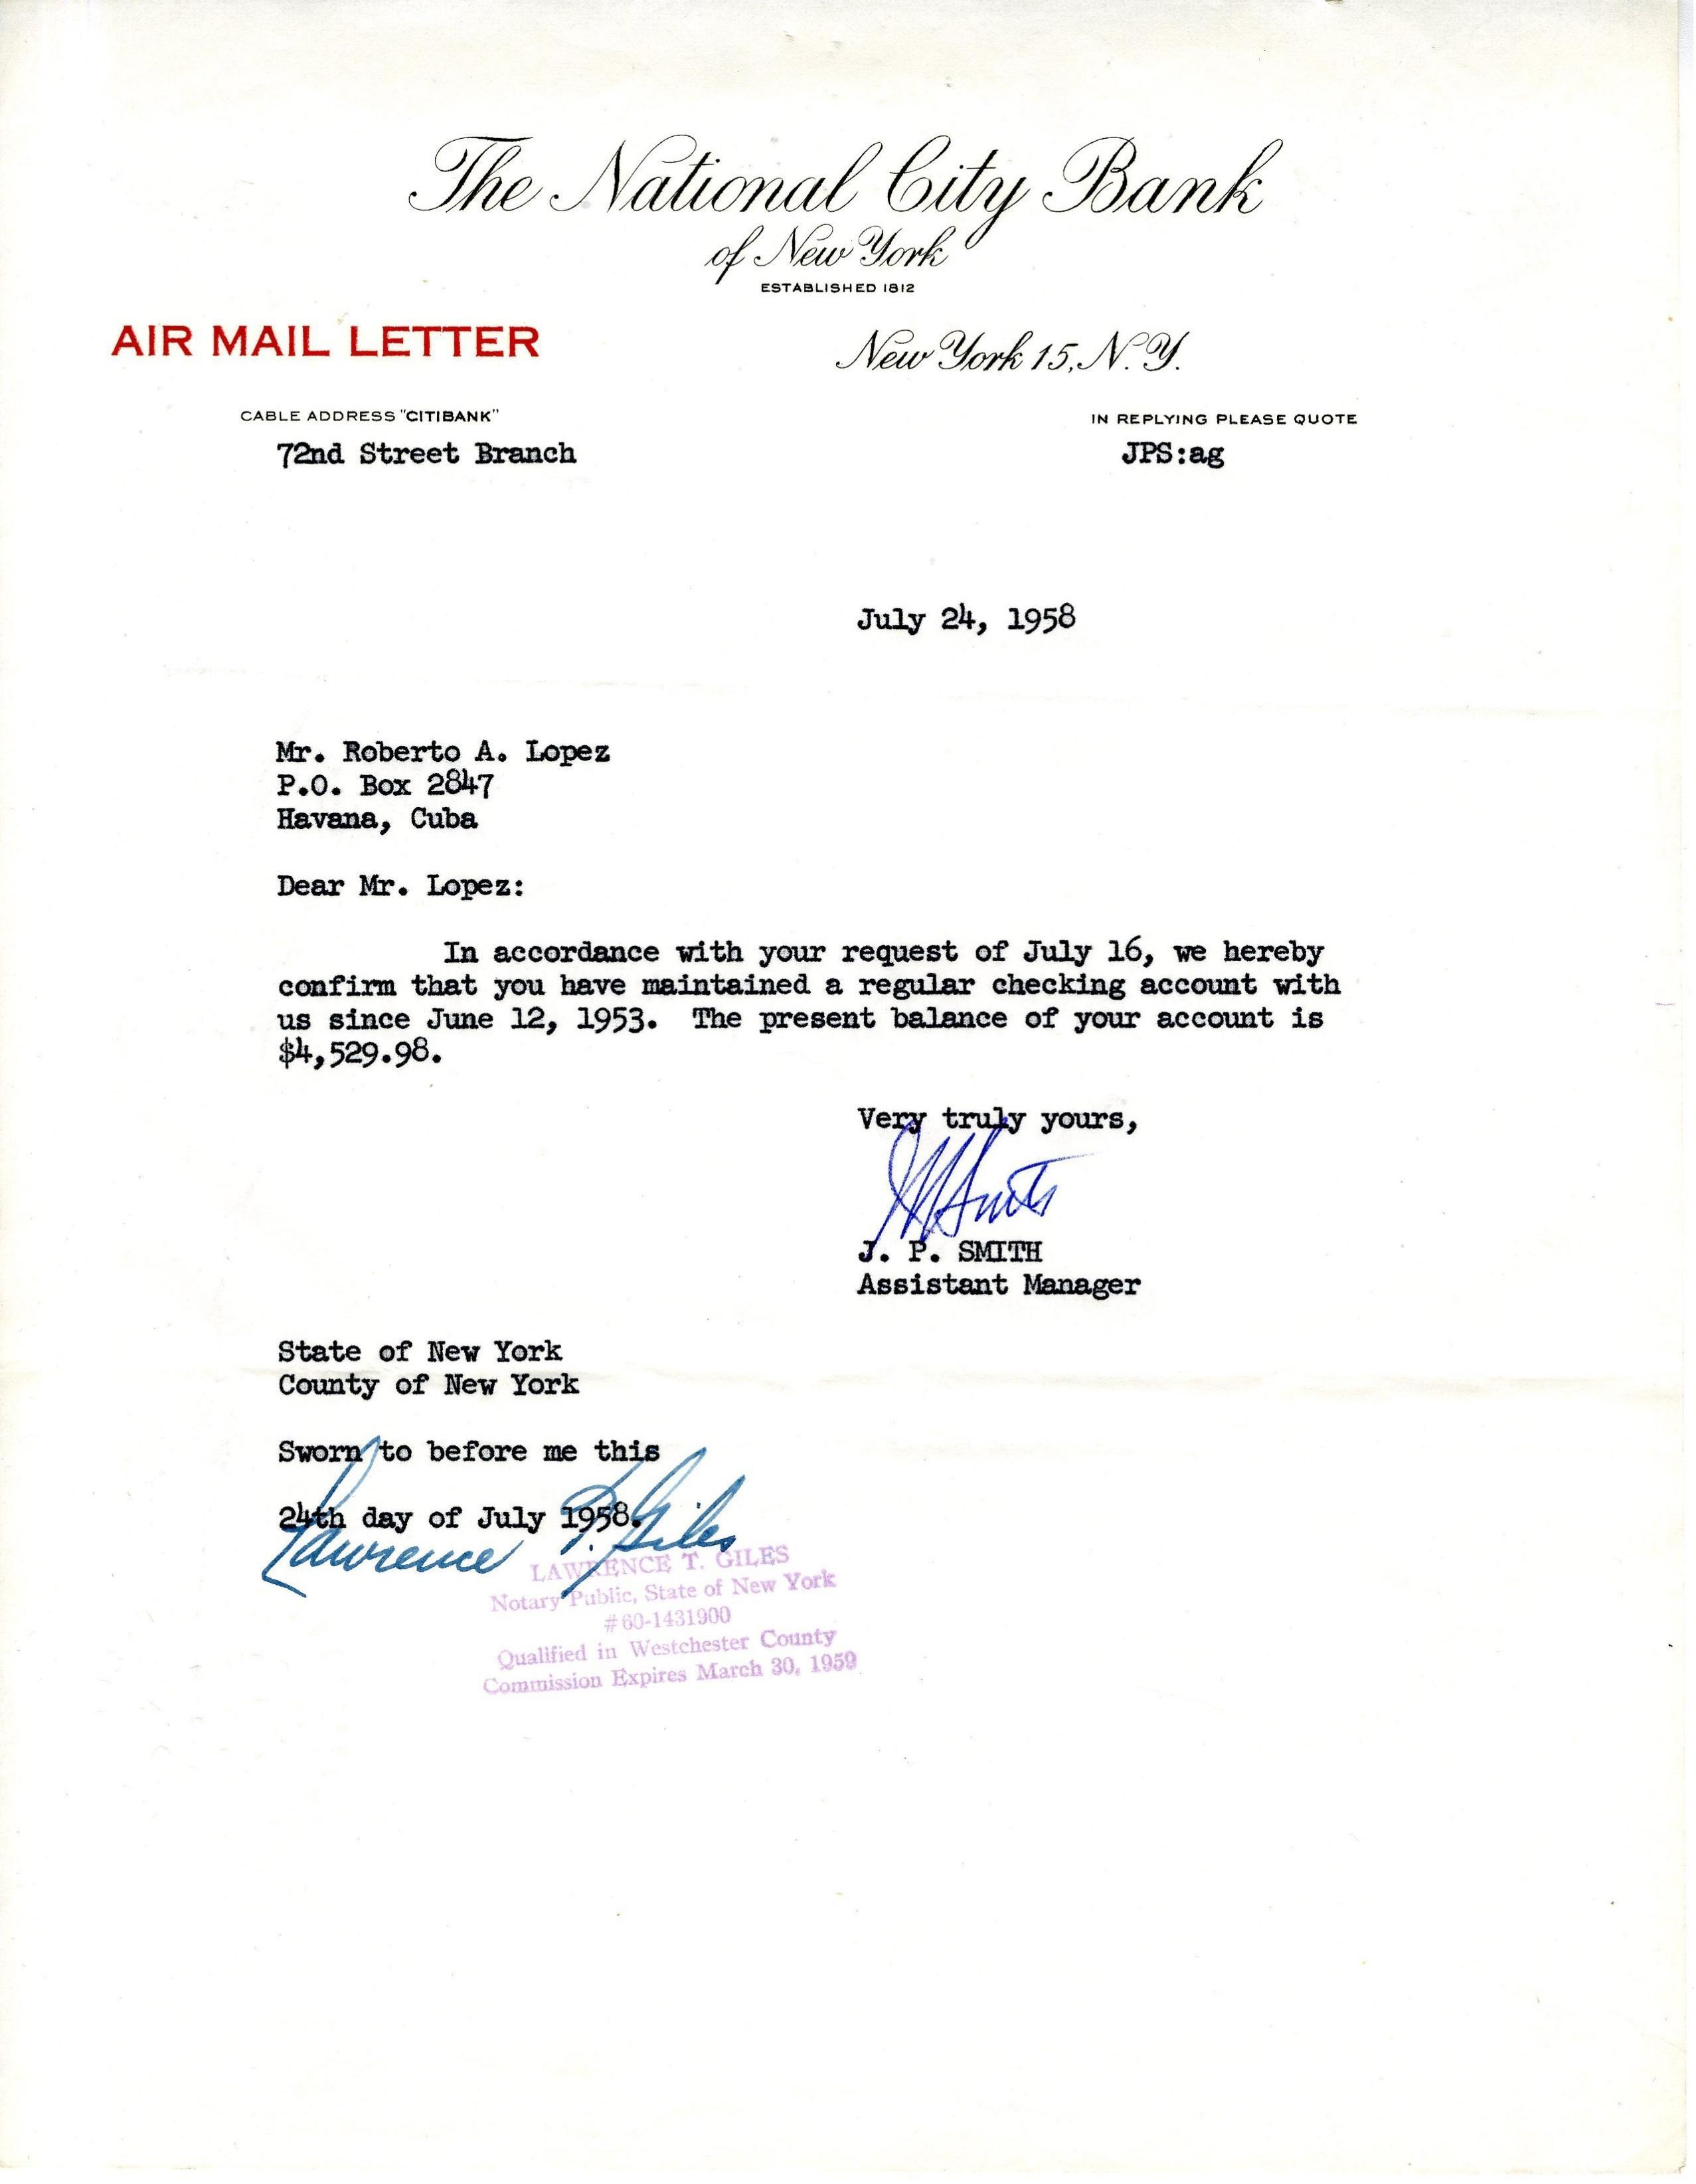 The National City Bank
of New York
ESTABLISHED 1812
AIR MAIL LETTER
New York 15, N.Y.
CABLE ADDRESS "CITIBANK"
IN REPLYING PLEASE QUOTE
72nd Street Branch
JPS:ag
July 24, 1958
Mr. Roberto A. Lopez
P.O. Box 2847
Havana, Cuba
Dear Mr. Lopez:
In accordance with your request of July 16, we hereby
confirm that you have maintained a regular checking account with
us since June 12, 1953. The present balance of your account is
$4,529.98.
Very truly yours,
JPSmith
J. P. SMITH
Assistant Manager
State of New York
County of New York
Sworn to before me this
24th day of July 1958.
Lawrence T. Giles
LAWRENCE T. GILES
Notary Public, State of New York
#60-1431900
Qualified in Westchester County
Commission Expires March 30, 1959